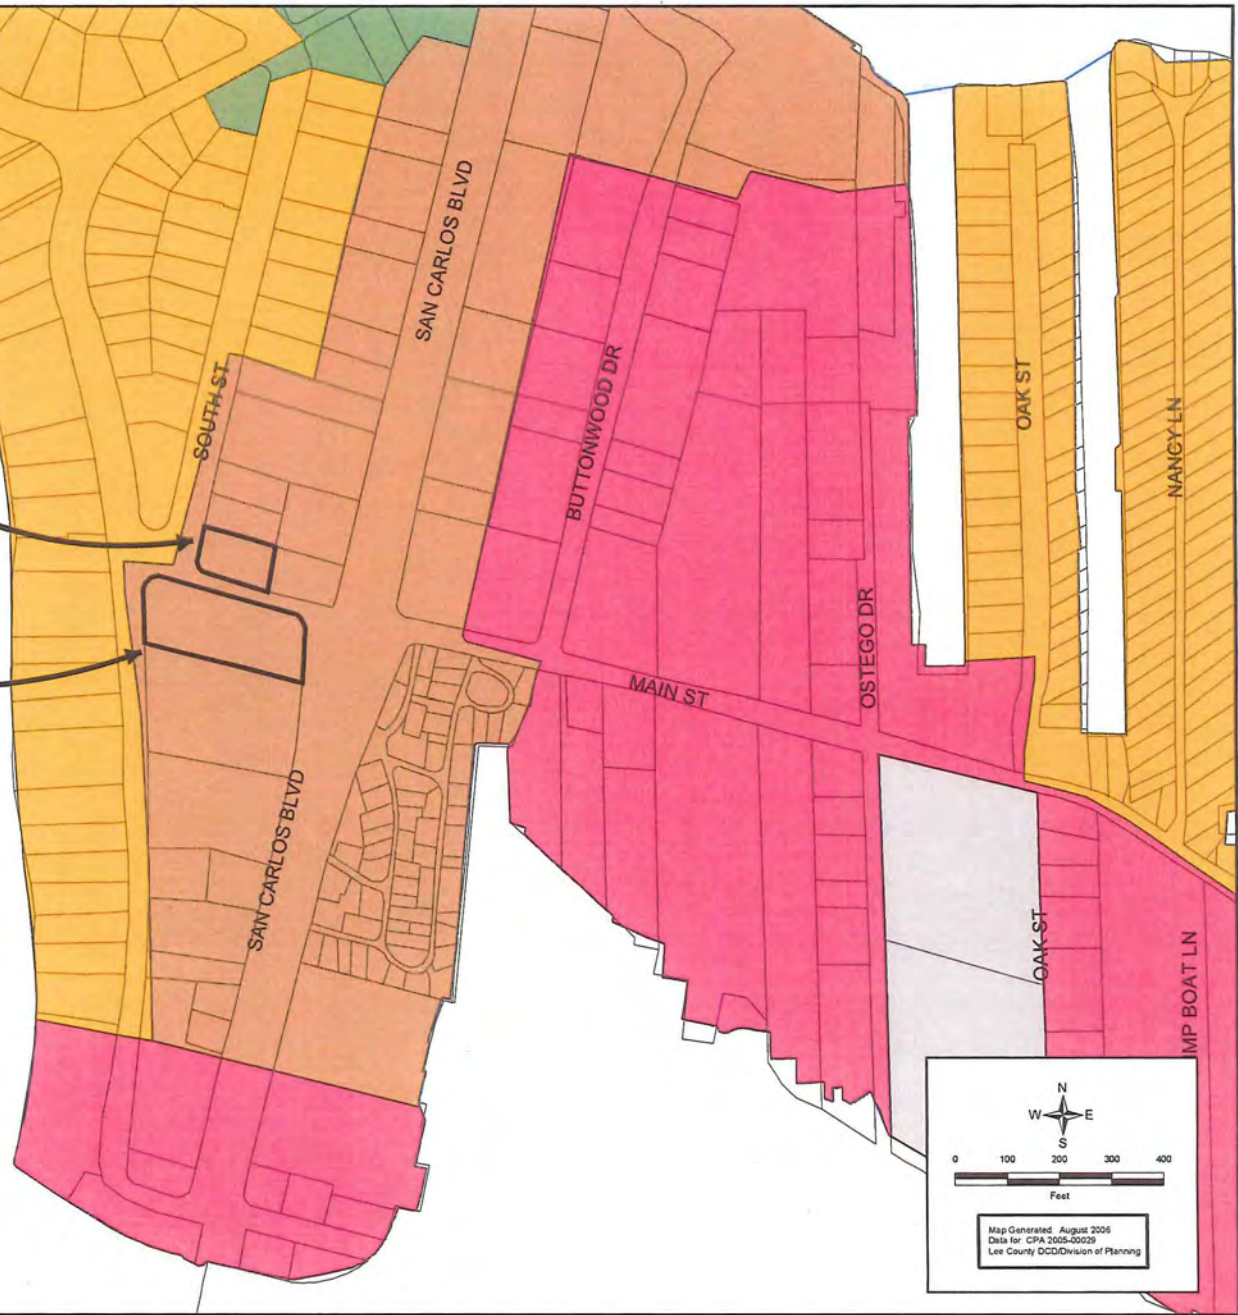 SAN CARLOS BLVD
SOUTH ST
BUTTONWOOD DR
OAK ST
NANCY LN
OSTEGO DR
MAIN ST
SAN CARLOS BLVD
OAK ST
MP BOAT LN
N
W E
S
0 100 200 300 400
Feet
Map Generated August 2006
Data for CPA 2005-00029
Lee County DCD/Division of Planning